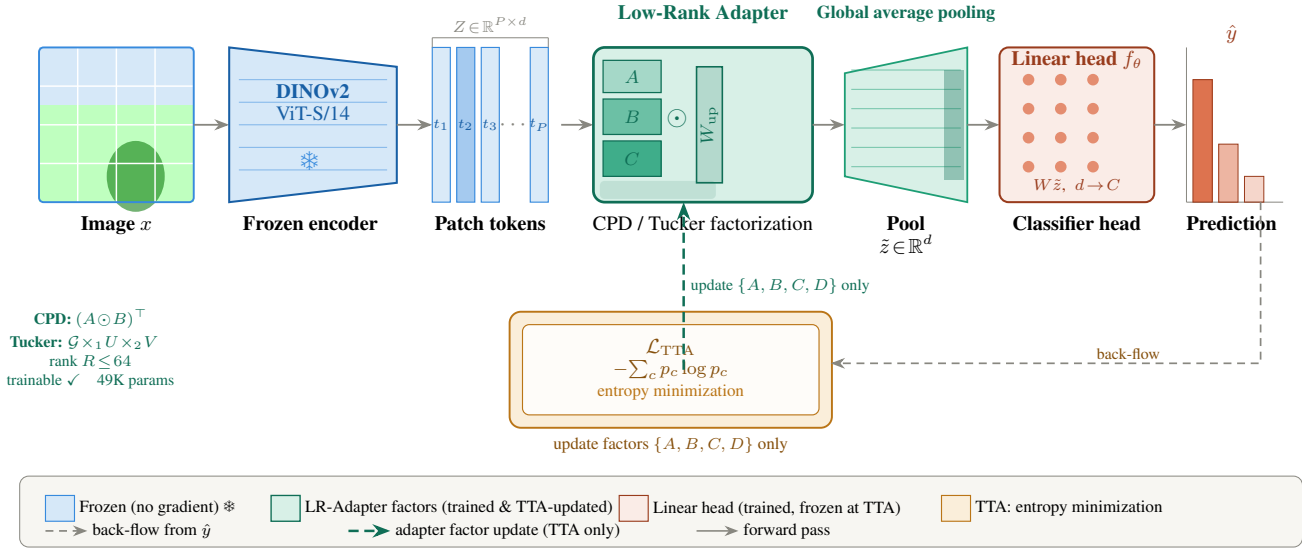 Low-Rank Adapter
Global average pooling
Z ∈ ℝ^{P×d}
ŷ
DINOv2
ViT-S/14
❄
t₁ t₂ t₃ · · · t_P
A
B
C
⊙
W_up
Linear head f_θ
W z̃, d → C
Image x
Frozen encoder
Patch tokens
CPD / Tucker factorization
Pool
z̃ ∈ ℝ^d
Classifier head
Prediction
update {A, B, C, D} only
CPD: (A ⊙ B)^⊤
Tucker: 𝒢 ×₁ U ×₂ V
rank R ≤ 64
trainable ✓ 49K params
ℒ_TTA
−∑_c p_c log p_c
entropy minimization
back-flow
update factors {A, B, C, D} only
Frozen (no gradient) ❄
LR-Adapter factors (trained & TTA-updated)
Linear head (trained, frozen at TTA)
TTA: entropy minimization
back-flow from ŷ
adapter factor update (TTA only)
forward pass